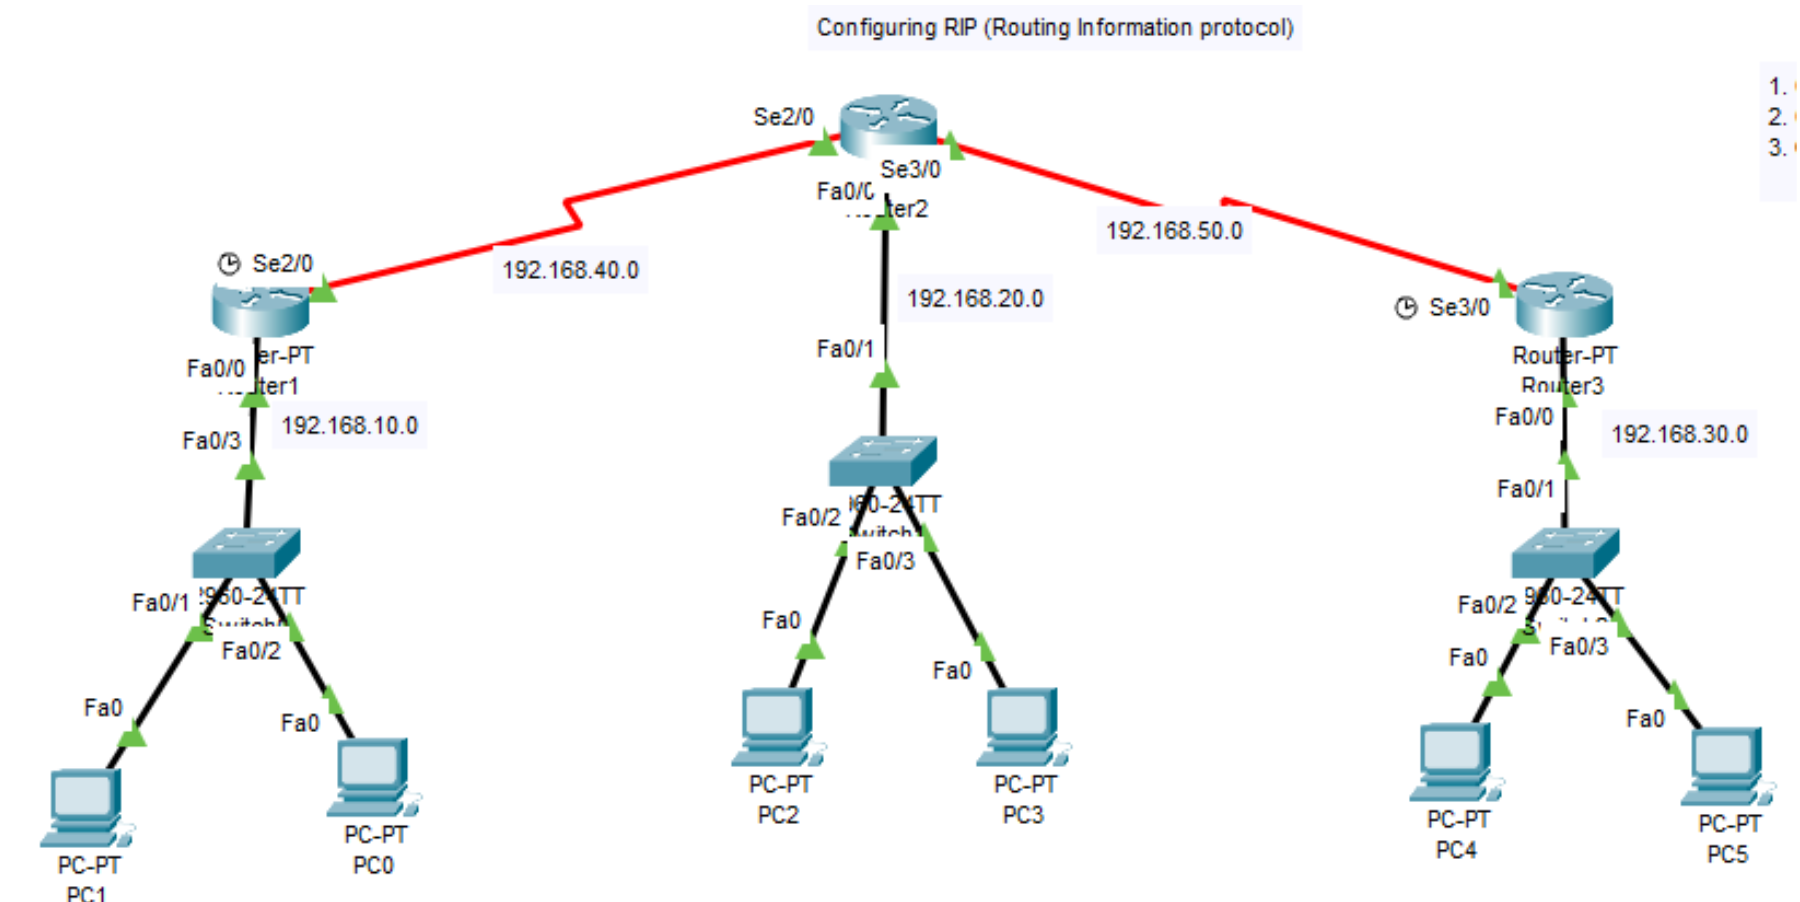 Configuring RIP (Routing Information protocol)
1.
2.
3.
Se2/0
Se3/0
Fa0/0
192.168.50.0
Se2/0
192.168.40.0
192.168.20.0
Se3/0
Fa0/1
er-PT
Fa0/0
192.168.10.0
Fa0/3
Router-PT
Router3
Fa0/0
192.168.30.0
Fa0/1
Fa0/2
Fa0/3
Fa0/1
Fa0/2
Fa0/2
Fa0/3
Fa0
Fa0
Fa0
Fa0
Fa0
Fa0
PC-PT
PC2
PC-PT
PC3
PC-PT
PC4
PC-PT
PC5
PC-PT
PC0
PC-PT
PC1